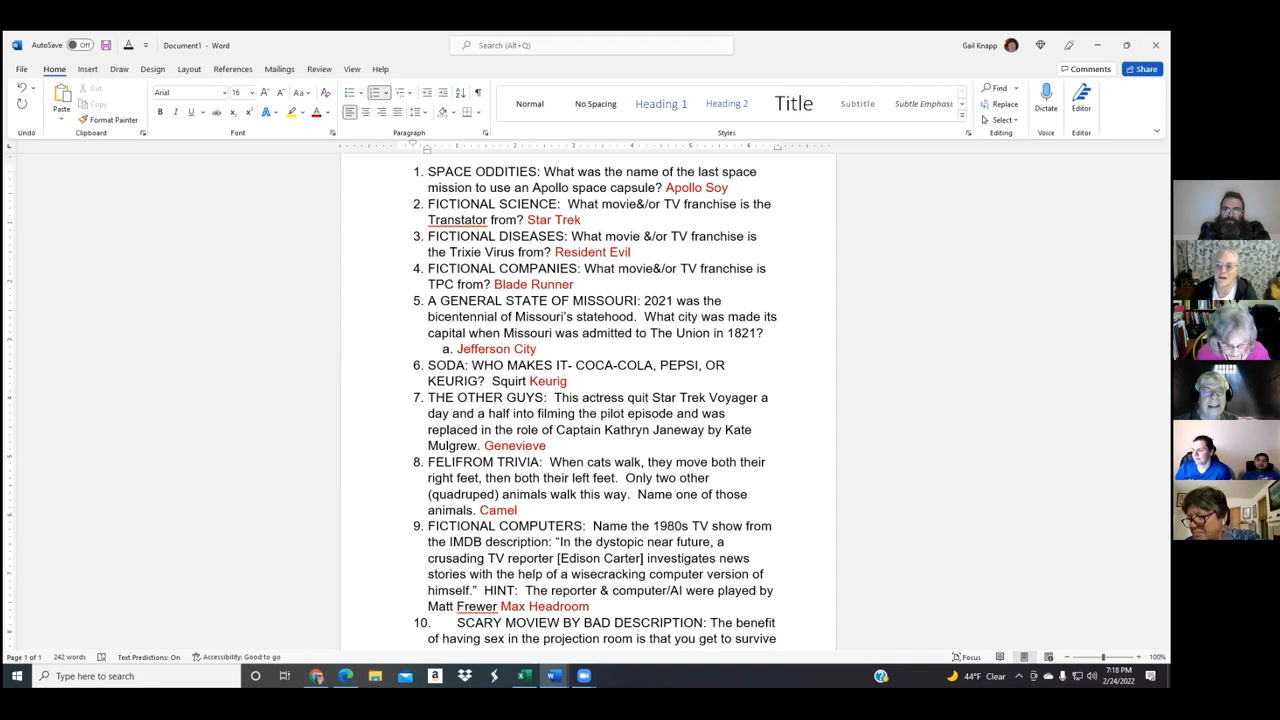 AutoSave Off Document1 - Word Search (Alt+Q) Gail Knapp
File Home Insert Draw Design Layout References Mailings Review View Help Comments Share
Undo
Paste
Cut
Copy
Format Painter
Clipboard
Arial 16
Font
Paragraph
Normal No Spacing Heading 1 Heading 2 Title Subtitle Subtle Emphasi
Styles
Find
Replace
Select
Editing
Dictate
Voice
Editor
Editor
1 2 3 4 5 6
1. SPACE ODDITIES: What was the name of the last space
mission to use an Apollo space capsule? Apollo Soy
2. FICTIONAL SCIENCE: What movie&/or TV franchise is the
Transtator from? Star Trek
3. FICTIONAL DISEASES: What movie &/or TV franchise is
the Trixie Virus from? Resident Evil
4. FICTIONAL COMPANIES: What movie&/or TV franchise is
TPC from? Blade Runner
5. A GENERAL STATE OF MISSOURI: 2021 was the
bicentennial of Missouri's statehood. What city was made its
capital when Missouri was admitted to The Union in 1821?
a. Jefferson City
6. SODA: WHO MAKES IT- COCA-COLA, PEPSI, OR
KEURIG? Squirt Keurig
7. THE OTHER GUYS: This actress quit Star Trek Voyager a
day and a half into filming the pilot episode and was
replaced in the role of Captain Kathryn Janeway by Kate
Mulgrew. Genevieve
8. FELIFROM TRIVIA: When cats walk, they move both their
right feet, then both their left feet. Only two other
(quadruped) animals walk this way. Name one of those
animals. Camel
9. FICTIONAL COMPUTERS: Name the 1980s TV show from
the IMDB description: "In the dystopic near future, a
crusading TV reporter [Edison Carter] investigates news
stories with the help of a wisecracking computer version of
himself." HINT: The reporter & computer/AI were played by
Matt Frewer Max Headroom
10. SCARY MOVIEW BY BAD DESCRIPTION: The benefit
of having sex in the projection room is that you get to survive
Page 1 of 1 242 words Text Predictions: On Accessibility: Good to go Focus 100%
Type here to search 44°F Clear 7:18 PM
2/24/2022